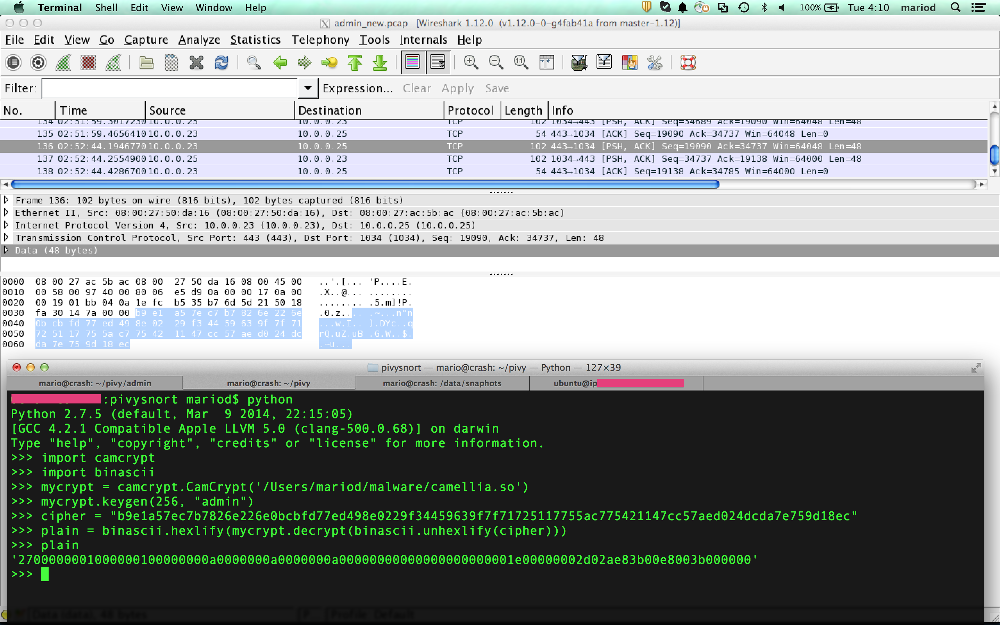 Terminal Shell Edit View Window Help 100% Tue 4:10 mariod
admin_new.pcap [Wireshark 1.12.0 (v1.12.0-0-g4fab41a from master-1.12)]
File Edit View Go Capture Analyze Statistics Telephony Tools Internals Help
Filter: Expression... Clear Apply Save
No. Time Source Destination Protocol Length Info
134 02:51:59.3017230 10.0.0.25 10.0.0.23 TCP 102 1034→443 [PSH, ACK] Seq=34689 Ack=19090 Win=64048 Len=48
135 02:51:59.4656410 10.0.0.23 10.0.0.25 TCP 54 443→1034 [ACK] Seq=19090 Ack=34737 Win=64048 Len=0
136 02:52:44.1946770 10.0.0.23 10.0.0.25 TCP 102 443→1034 [PSH, ACK] Seq=19090 Ack=34737 Win=64048 Len=48
137 02:52:44.2554900 10.0.0.25 10.0.0.23 TCP 102 1034→443 [PSH, ACK] Seq=34737 Ack=19138 Win=64000 Len=48
138 02:52:44.4286700 10.0.0.23 10.0.0.25 TCP 54 443→1034 [ACK] Seq=19138 Ack=34785 Win=64000 Len=0
Frame 136: 102 bytes on wire (816 bits), 102 bytes captured (816 bits)
Ethernet II, Src: 08:00:27:50:da:16 (08:00:27:50:da:16), Dst: 08:00:27:ac:5b:ac (08:00:27:ac:5b:ac)
Internet Protocol Version 4, Src: 10.0.0.23 (10.0.0.23), Dst: 10.0.0.25 (10.0.0.25)
Transmission Control Protocol, Src Port: 443 (443), Dst Port: 1034 (1034), Seq: 19090, Ack: 34737, Len: 48
Data (48 bytes)
0000 08 00 27 ac 5b ac 08 00 27 50 da 16 08 00 45 00 ..'.[... 'P....E.
0010 00 58 00 97 40 00 80 06 e5 d9 0a 00 00 17 0a 00 .X..@... ........
0020 00 19 01 bb 04 0a 1e fc b5 35 b7 6d 5d 21 50 18 ........ .5.m]!P.
0030 fa 30 14 7a 00 00 b9 e1 a5 7e c7 b7 82 6e 22 6e .0.z.... .~...n"n
0040 0b cb fd 77 ed 49 8e 02 29 f3 44 59 63 9f 7f 71 ...w.I.. ).DYc..q
0050 72 51 17 75 5a c7 75 42 11 47 cc 57 ae d0 24 dc rQ.uZ.uB .G.W..$.
0060 da 7e 75 9d 18 ec .~u...
pivysnort — mario@crash: ~/pivy — Python — 127×39
mario@crash: ~/pivy/admin mario@crash: ~/pivy mario@crash: /data/snaphots ubuntu@ip
:pivysnort mariod$ python
Python 2.7.5 (default, Mar  9 2014, 22:15:05)
[GCC 4.2.1 Compatible Apple LLVM 5.0 (clang-500.0.68)] on darwin
Type "help", "copyright", "credits" or "license" for more information.
>>> import camcrypt
>>> import binascii
>>> mycrypt = camcrypt.CamCrypt('/Users/mariod/malware/camellia.so')
>>> mycrypt.keygen(256, "admin")
>>> cipher = "b9e1a57ec7b7826e226e0bcbfd77ed498e0229f34459639f7f71725117755ac775421147cc57aed024dcda7e759d18ec"
>>> plain = binascii.hexlify(mycrypt.decrypt(binascii.unhexlify(cipher)))
>>> plain
'270000000100000010000000​0a0000000a0000000a00000000000000000000001e00000002d02ae83b00e8003b000000'
>>>
Data (data), 48 bytes P... Profile: Default